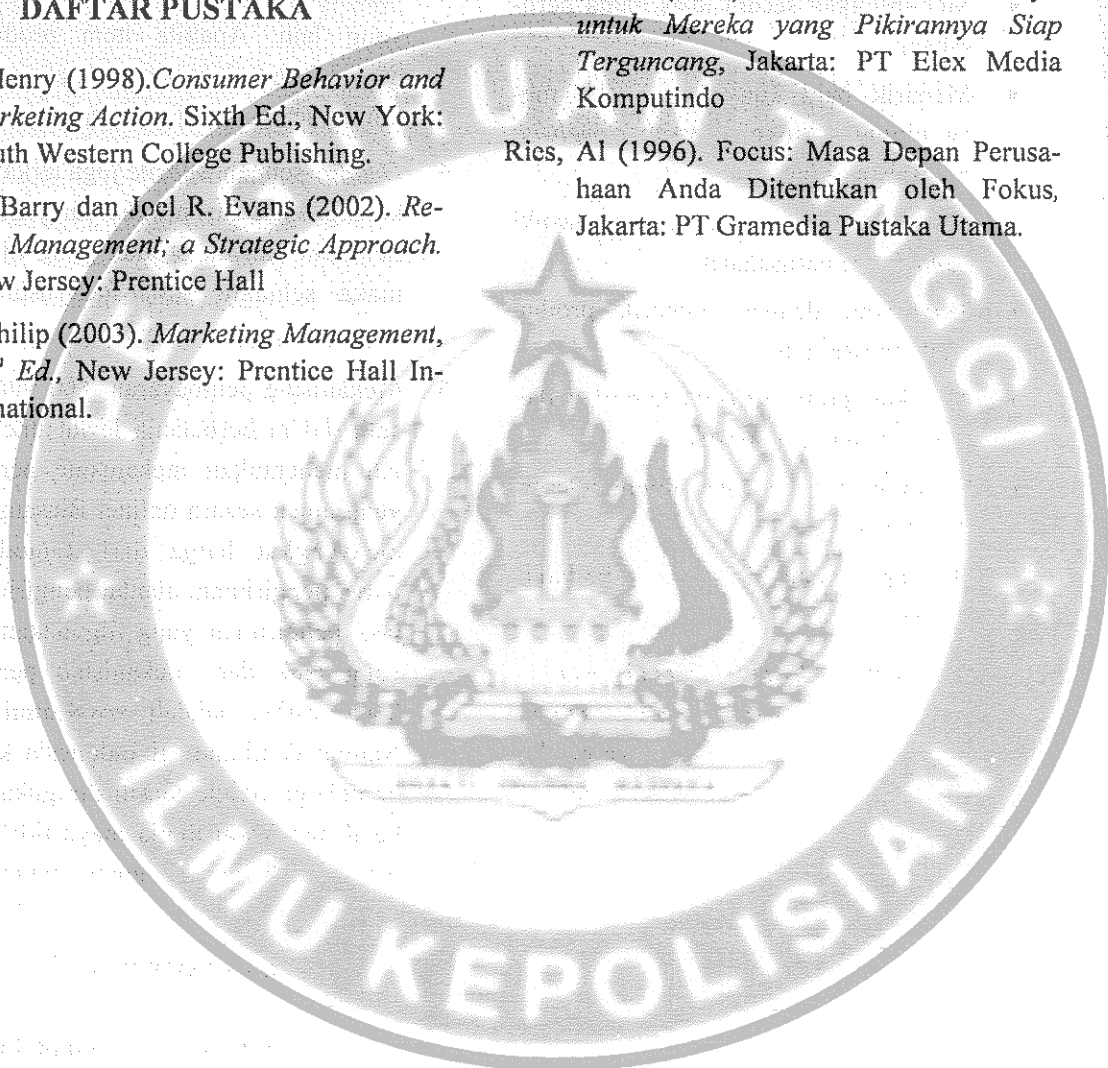 DAFTAR PUSTAKA
Henry (1998).Consumer Behavior and
rketing Action. Sixth Ed., New York:
uth Western College Publishing.
Barry dan Joel R. Evans (2002). Re-
Management; a Strategic Approach.
w Jersey: Prentice Hall
hilip (2003). Marketing Management,
Ed., New Jersey: Prentice Hall In-
national.
untuk Mereka yang Pikirannya Siap
Terguncang, Jakarta: PT Elex Media
Komputindo
Ries, Al (1996). Focus: Masa Depan Perusa-
haan Anda Ditentukan oleh Fokus,
Jakarta: PT Gramedia Pustaka Utama.
PERGURUAN TINGGI
ILMU KEPOLISIAN